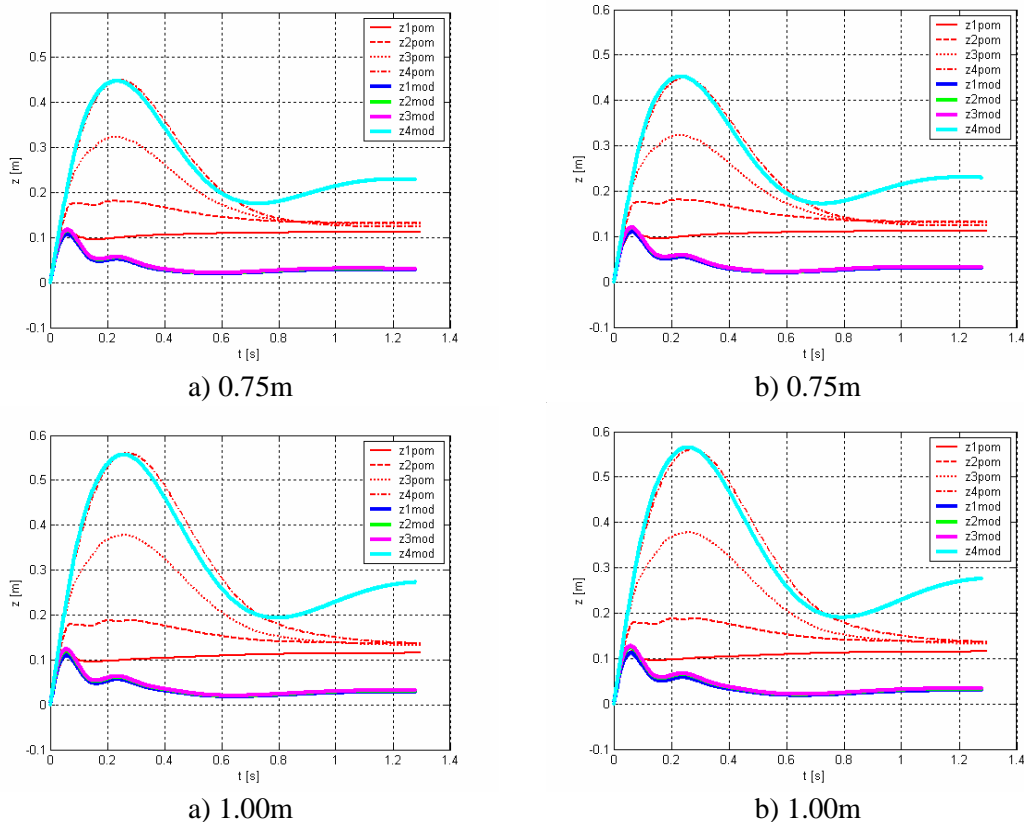 0.5
0.4
0.3
0.2
0.1
0
-0.1
z [m]
0 0.2 0.4 0.6 0.8 1 1.2 1.4
t [s]
z1pom
z2pom
z3pom
z4pom
z1mod
z2mod
z3mod
z4mod
a) 0.75m
0.6
0.5
0.4
0.3
0.2
0.1
0
-0.1
z [m]
0 0.2 0.4 0.6 0.8 1 1.2 1.4
t [s]
z1pom
z2pom
z3pom
z4pom
z1mod
z2mod
z3mod
z4mod
b) 0.75m
0.6
0.5
0.4
0.3
0.2
0.1
0
-0.1
z [m]
0 0.2 0.4 0.6 0.8 1 1.2 1.4
t [s]
z1pom
z2pom
z3pom
z4pom
z1mod
z2mod
z3mod
z4mod
a) 1.00m
0.6
0.5
0.4
0.3
0.2
0.1
0
-0.1
z [m]
0 0.2 0.4 0.6 0.8 1 1.2 1.4
t [s]
z1pom
z2pom
z3pom
z4pom
z1mod
z2mod
z3mod
z4mod
b) 1.00m